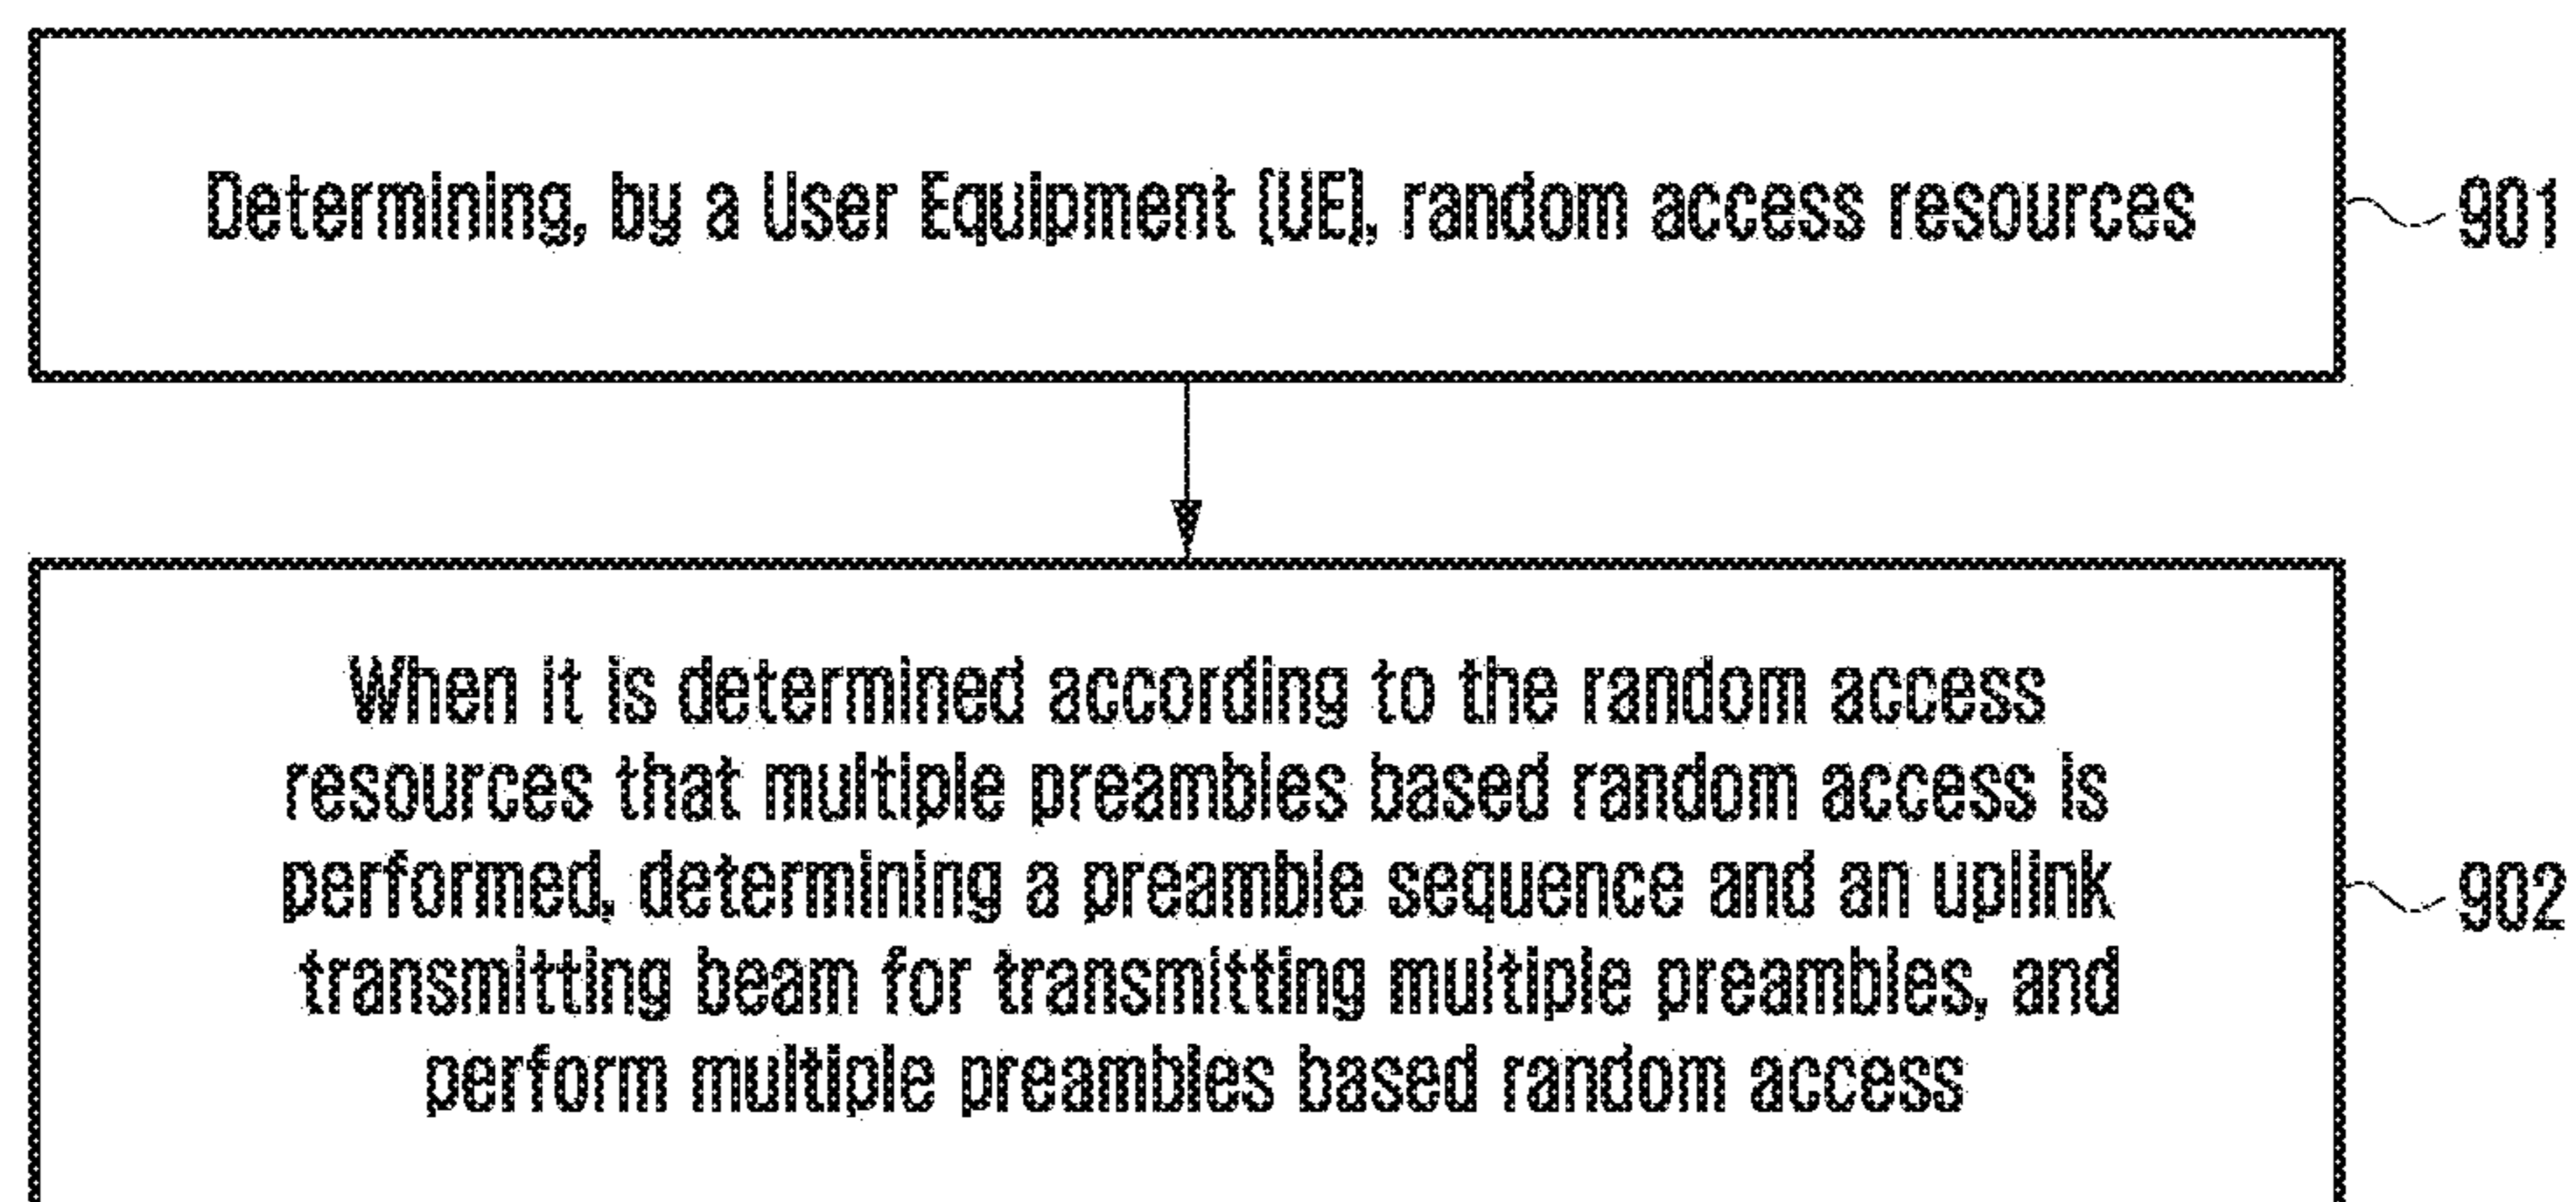 Determining, by a User Equipment (UE), random access resources
901
When it is determined according to the random access
resources that multiple preambles based random access is
performed, determining a preamble sequence and an uplink
transmitting beam for transmitting multiple preambles, and
perform multiple preambles based random access
902